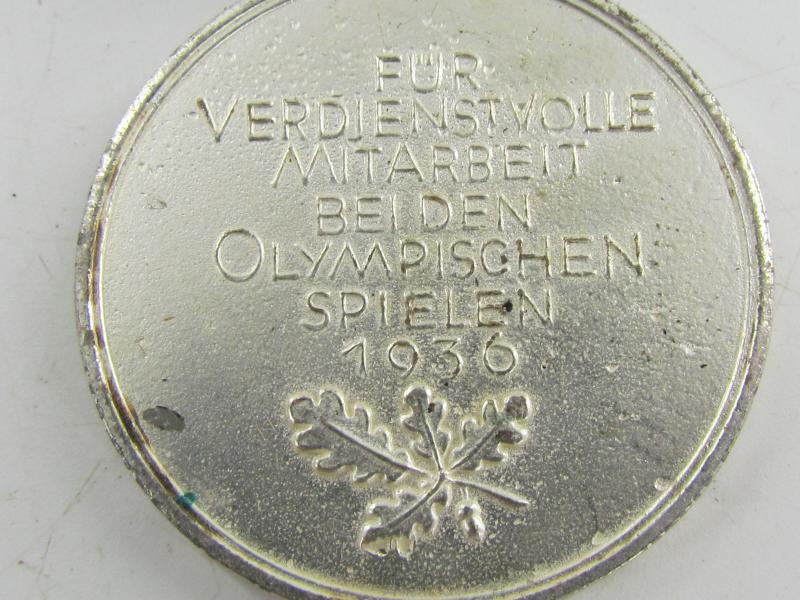 FÜR
VERDIENSTVOLLE
MITARBEIT
BEI DEN
OLYMPISCHEN
SPIELEN
1936